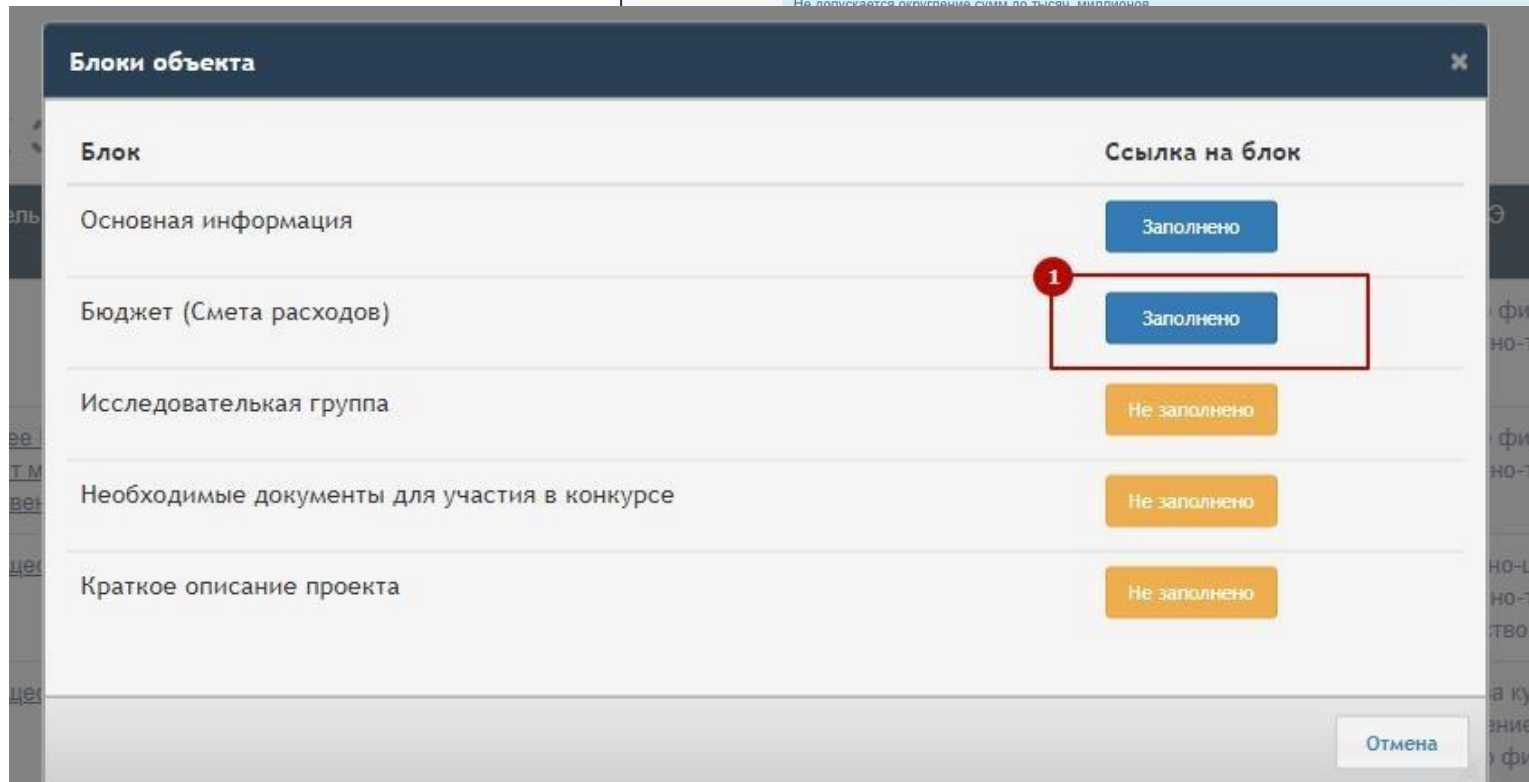 Не допускается округление сумм до тысяч, миллионов
Блоки объекта
Блок
Ссылка на блок
Основная информация
Заполнено
1
Бюджет (Смета расходов)
Заполнено
Исследователькая группа
Не заполнено
Необходимые документы для участия в конкурсе
Не заполнено
Краткое описание проекта
Не заполнено
Отмена